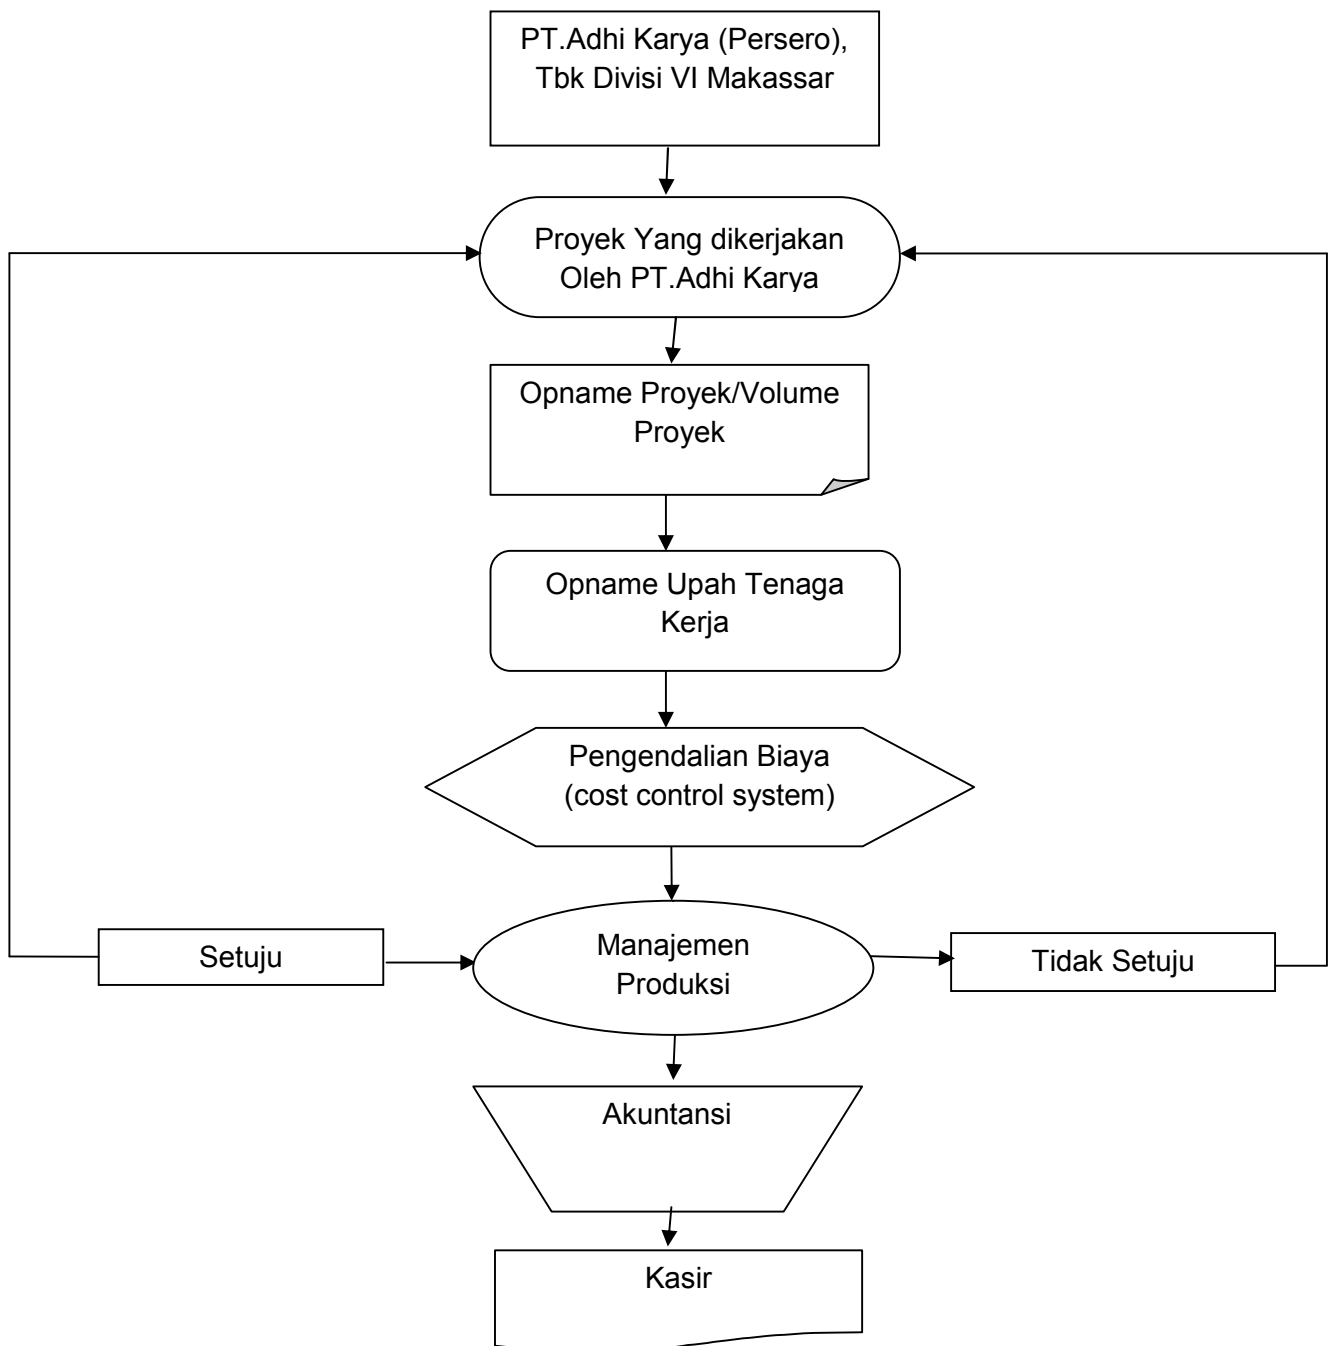 PT.Adhi Karya (Persero),
Tbk Divisi VI Makassar
Proyek Yang dikerjakan
Oleh PT.Adhi Karya
Opname Proyek/Volume
Proyek
Opname Upah Tenaga
Kerja
Pengendalian Biaya
(cost control system)
Setuju
Manajemen
Produksi
Tidak Setuju
Akuntansi
Kasir